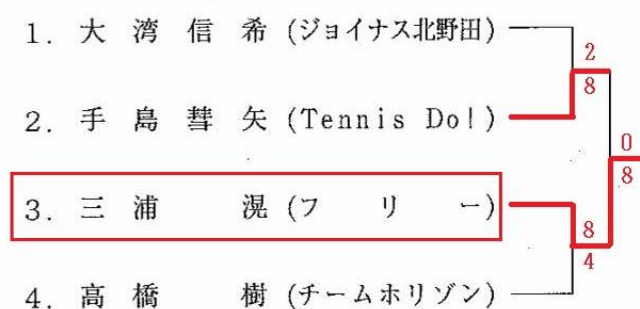 1. 大湾信希 (ジョイナス北野田)
2
8
2. 手島彗矢 (Tennis Do!)
0
8
3. 三浦滉 (フリー)
8
4
4. 高橋樹 (チームホリゾン)